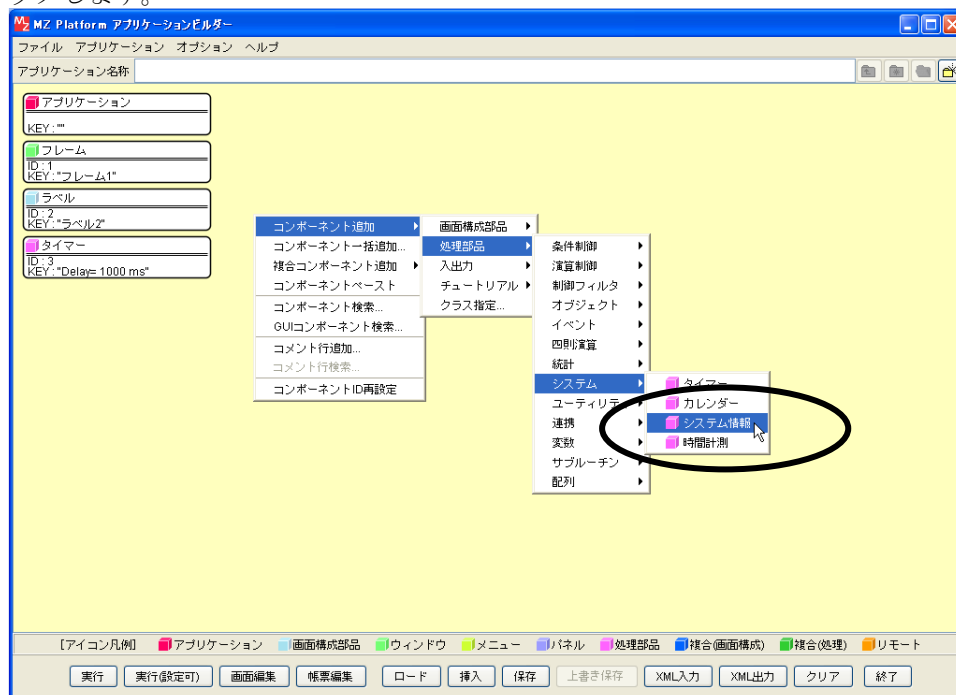 クします。
MZ Platform アプリケーションビルダー
ファイル アプリケーション オプション ヘルプ
アプリケーション名称
アプリケーション
KEY : ""
フレーム
ID : 1
KEY : "フレーム1"
ラベル
ID : 2
KEY : "ラベル2"
タイマー
ID : 3
KEY : "Delay= 1000 ms"
コンポーネント追加
コンポーネント一括追加...
複合コンポーネント追加
コンポーネントペースト
コンポーネント検索...
GUIコンポーネント検索...
コメント行追加...
コメント行検索...
コンポーネントID再設定
画面構成部品
処理部品
入出力
チュートリアル
クラス指定...
条件制御
演算制御
制御フィルタ
オブジェクト
イベント
四則演算
統計
システム
ユーティリティ
連携
変数
サブルーチン
配列
タイマー
カレンダー
システム情報
時間計測
[アイコン凡例] アプリケーション 画面構成部品 ウィンドウ メニュー パネル 処理部品 複合(画面構成) 複合(処理) リモート
実行 実行(設定可) 画面編集 帳票編集 ロード 挿入 保存 上書き保存 XML入力 XML出力 クリア 終了